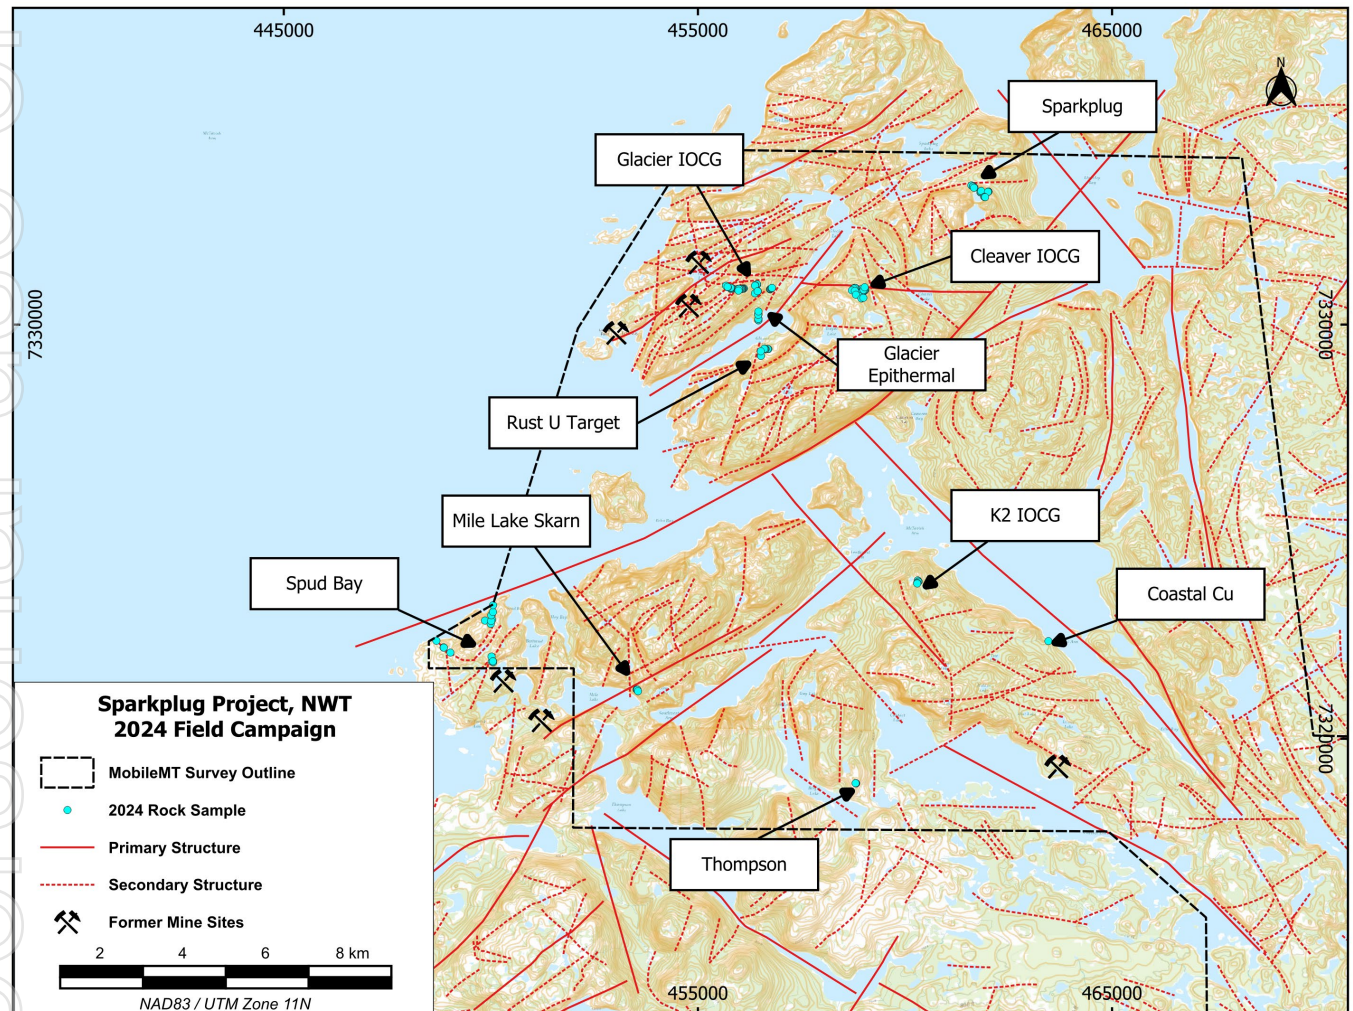 445000
455000
465000
N
Sparkplug
Glacier IOCG
Cleaver IOCG
7330000
7330000
Glacier
Epithermal
Rust U Target
Mile Lake Skarn
K2 IOCG
Spud Bay
Coastal Cu
7320000
Thompson
Sparkplug Project, NWT
2024 Field Campaign
MobileMT Survey Outline
2024 Rock Sample
Primary Structure
Secondary Structure
Former Mine Sites
2 4 6 8 km
NAD83 / UTM Zone 11N
455000
465000